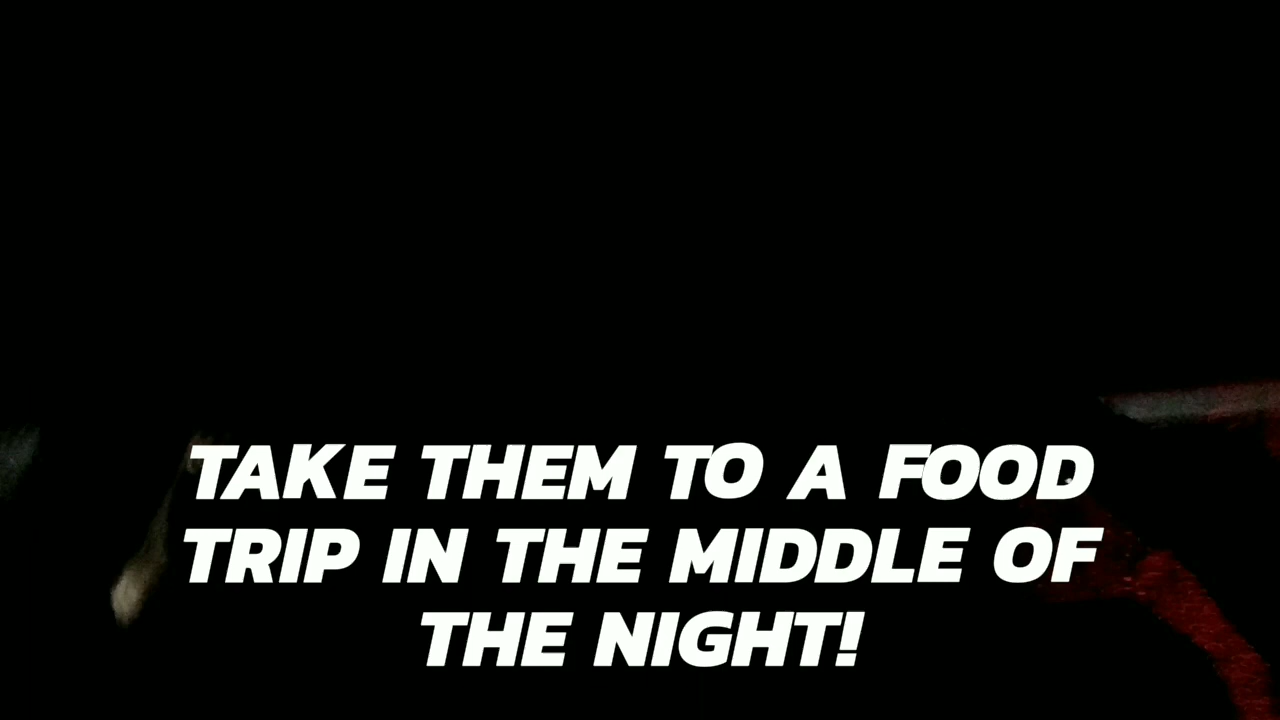 TAKE THEM TO A FOOD
TRIP IN THE MIDDLE OF
THE NIGHT!